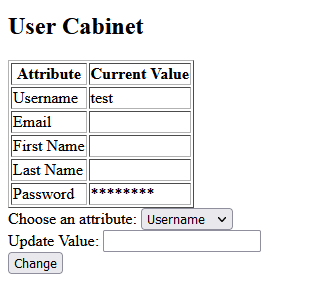 User Cabinet
Attribute Current Value
Username test
Email
First Name
Last Name
Password ********
Choose an attribute: Username
Update Value:
Change